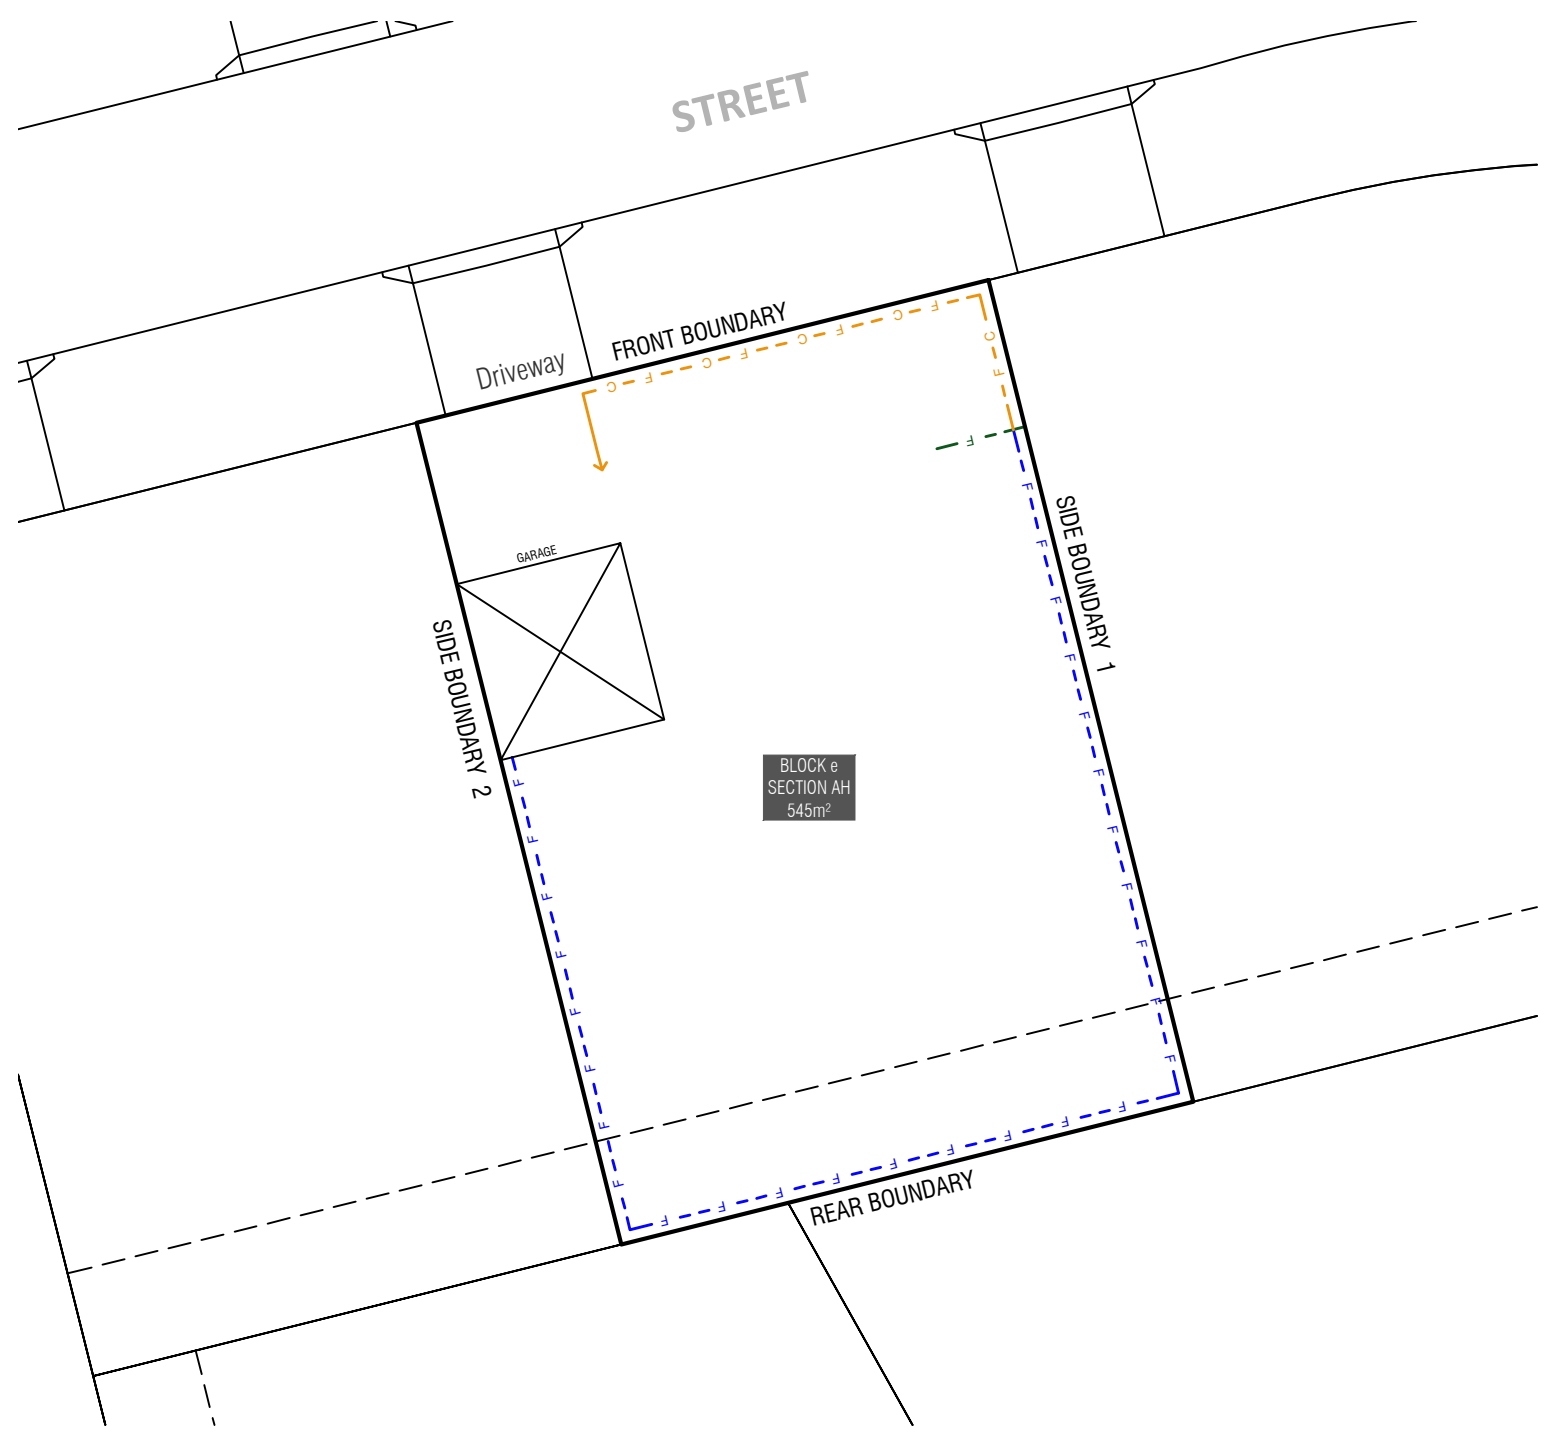 STREET
FRONT BOUNDARY
Driveway
F C F C F C F C
C F
F
GARAGE
SIDE BOUNDARY 1
F F F F F F F F F F F
SIDE BOUNDARY 2
F F F F F F F F
BLOCK e
SECTION AH
545m²
F F F F F F F F F
REAR BOUNDARY